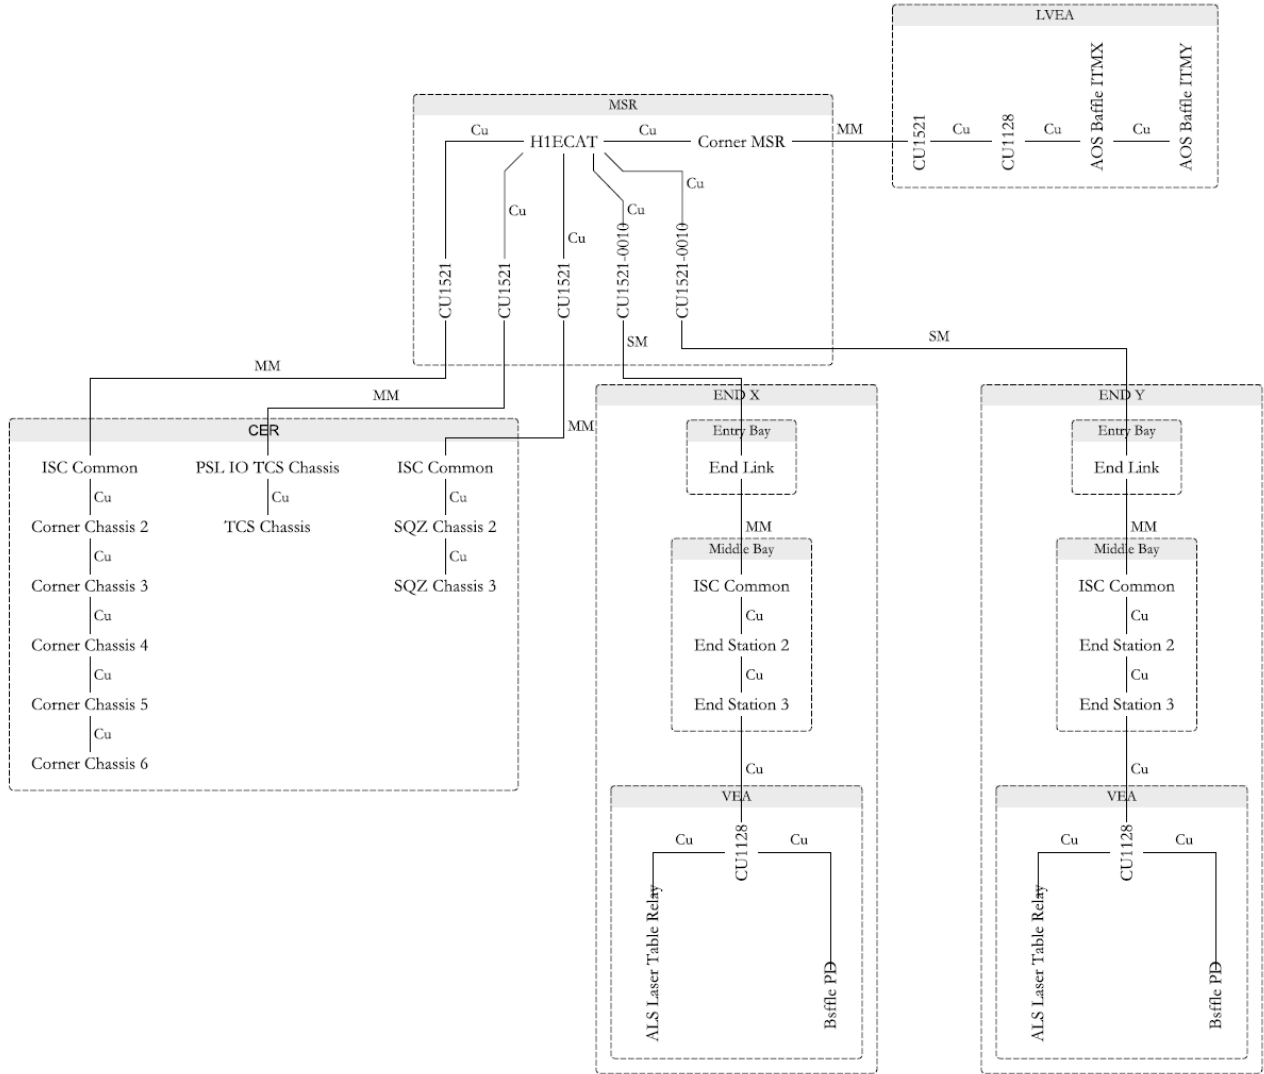 LVEA
AOS Baffle ITMX
AOS Baffle ITMY
MSR
Cu
Cu
MM
CU1521
Cu
CU1128
Cu
Cu
H1ECAT
Corner MSR
Cu
Cu
Cu
Cu
CU1521
CU1521
CU1521
CU1521-0010
CU1521-0010
SM
SM
MM
MM
MM
CER
ISC Common
PSL IO TCS Chassis
ISC Common
Cu
Cu
Cu
Corner Chassis 2
TCS Chassis
SQZ Chassis 2
Cu
Cu
Corner Chassis 3
SQZ Chassis 3
Cu
Corner Chassis 4
Cu
Corner Chassis 5
Cu
Corner Chassis 6
END X
Entry Bay
End Link
MM
Middle Bay
ISC Common
Cu
End Station 2
Cu
End Station 3
Cu
VEA
Cu
CU1128
Cu
ALS Laser Table Relay
Bsffle PD
END Y
Entry Bay
End Link
MM
Middle Bay
ISC Common
Cu
End Station 2
Cu
End Station 3
Cu
VEA
Cu
CU1128
Cu
ALS Laser Table Relay
Bsffle PD